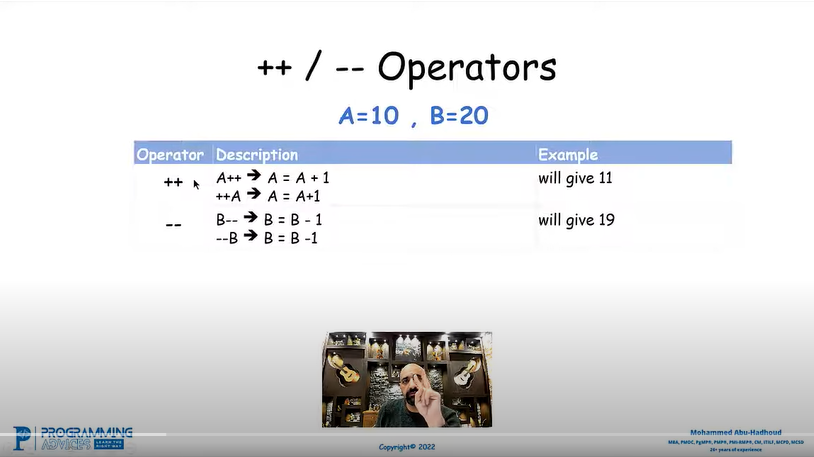 ++ / -- Operators
A=10 , B=20
Operator Description Example
++ A++ ➔ A = A + 1 will give 11
++A ➔ A = A+1
-- B-- ➔ B = B - 1 will give 19
--B ➔ B = B -1
PROGRAMMING
ADVICES LEARN THE RIGHT WAY
Copyright© 2022
Mohammed Abu-Hadhoud
MBA, PMOC, PgMP®, PMP®, PMI-RMP®, CM, ITILF, MCPD, MCSD
20+ years of experience